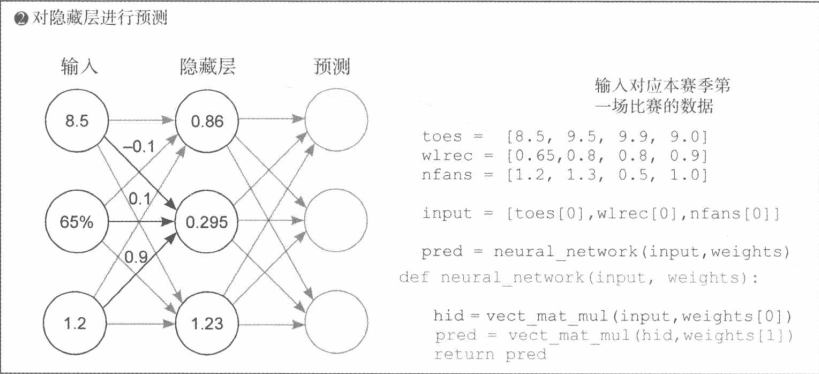 ❷ 对隐藏层进行预测
输入 隐藏层 预测
8.5 0.86
–0.1
0.1
65% 0.295
0.9
1.2 1.23
输入对应本赛季第
一场比赛的数据
toes = [8.5, 9.5, 9.9, 9.0]
wlrec = [0.65,0.8, 0.8, 0.9]
nfans = [1.2, 1.3, 0.5, 1.0]
input = [toes[0],wlrec[0],nfans[0]]
pred = neural_network(input,weights)
def neural_network(input, weights):
hid = vect_mat_mul(input,weights[0])
pred = vect_mat_mul(hid,weights[1])
return pred